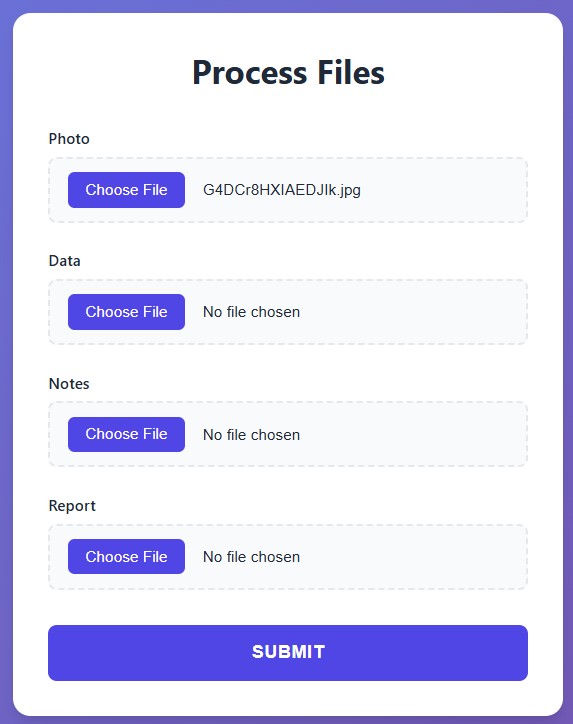 Process Files
Photo
Choose File G4DCr8HXIAEDJIk.jpg
Data
Choose File No file chosen
Notes
Choose File No file chosen
Report
Choose File No file chosen
SUBMIT